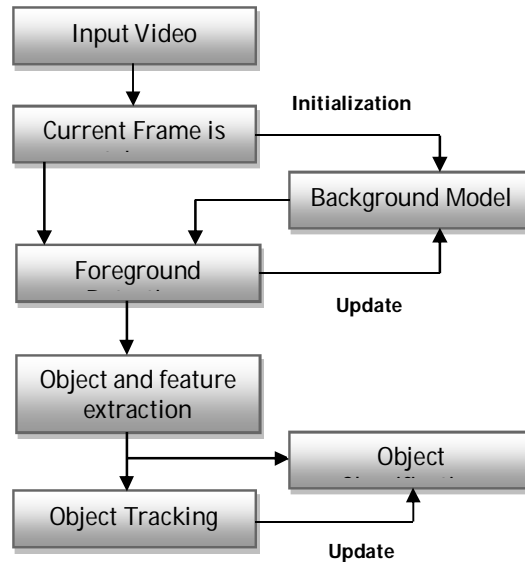 Input Video
Initialization
Current Frame is
Background Model
Foreground
Update
Object and feature
extraction
Object
Object Tracking
Update